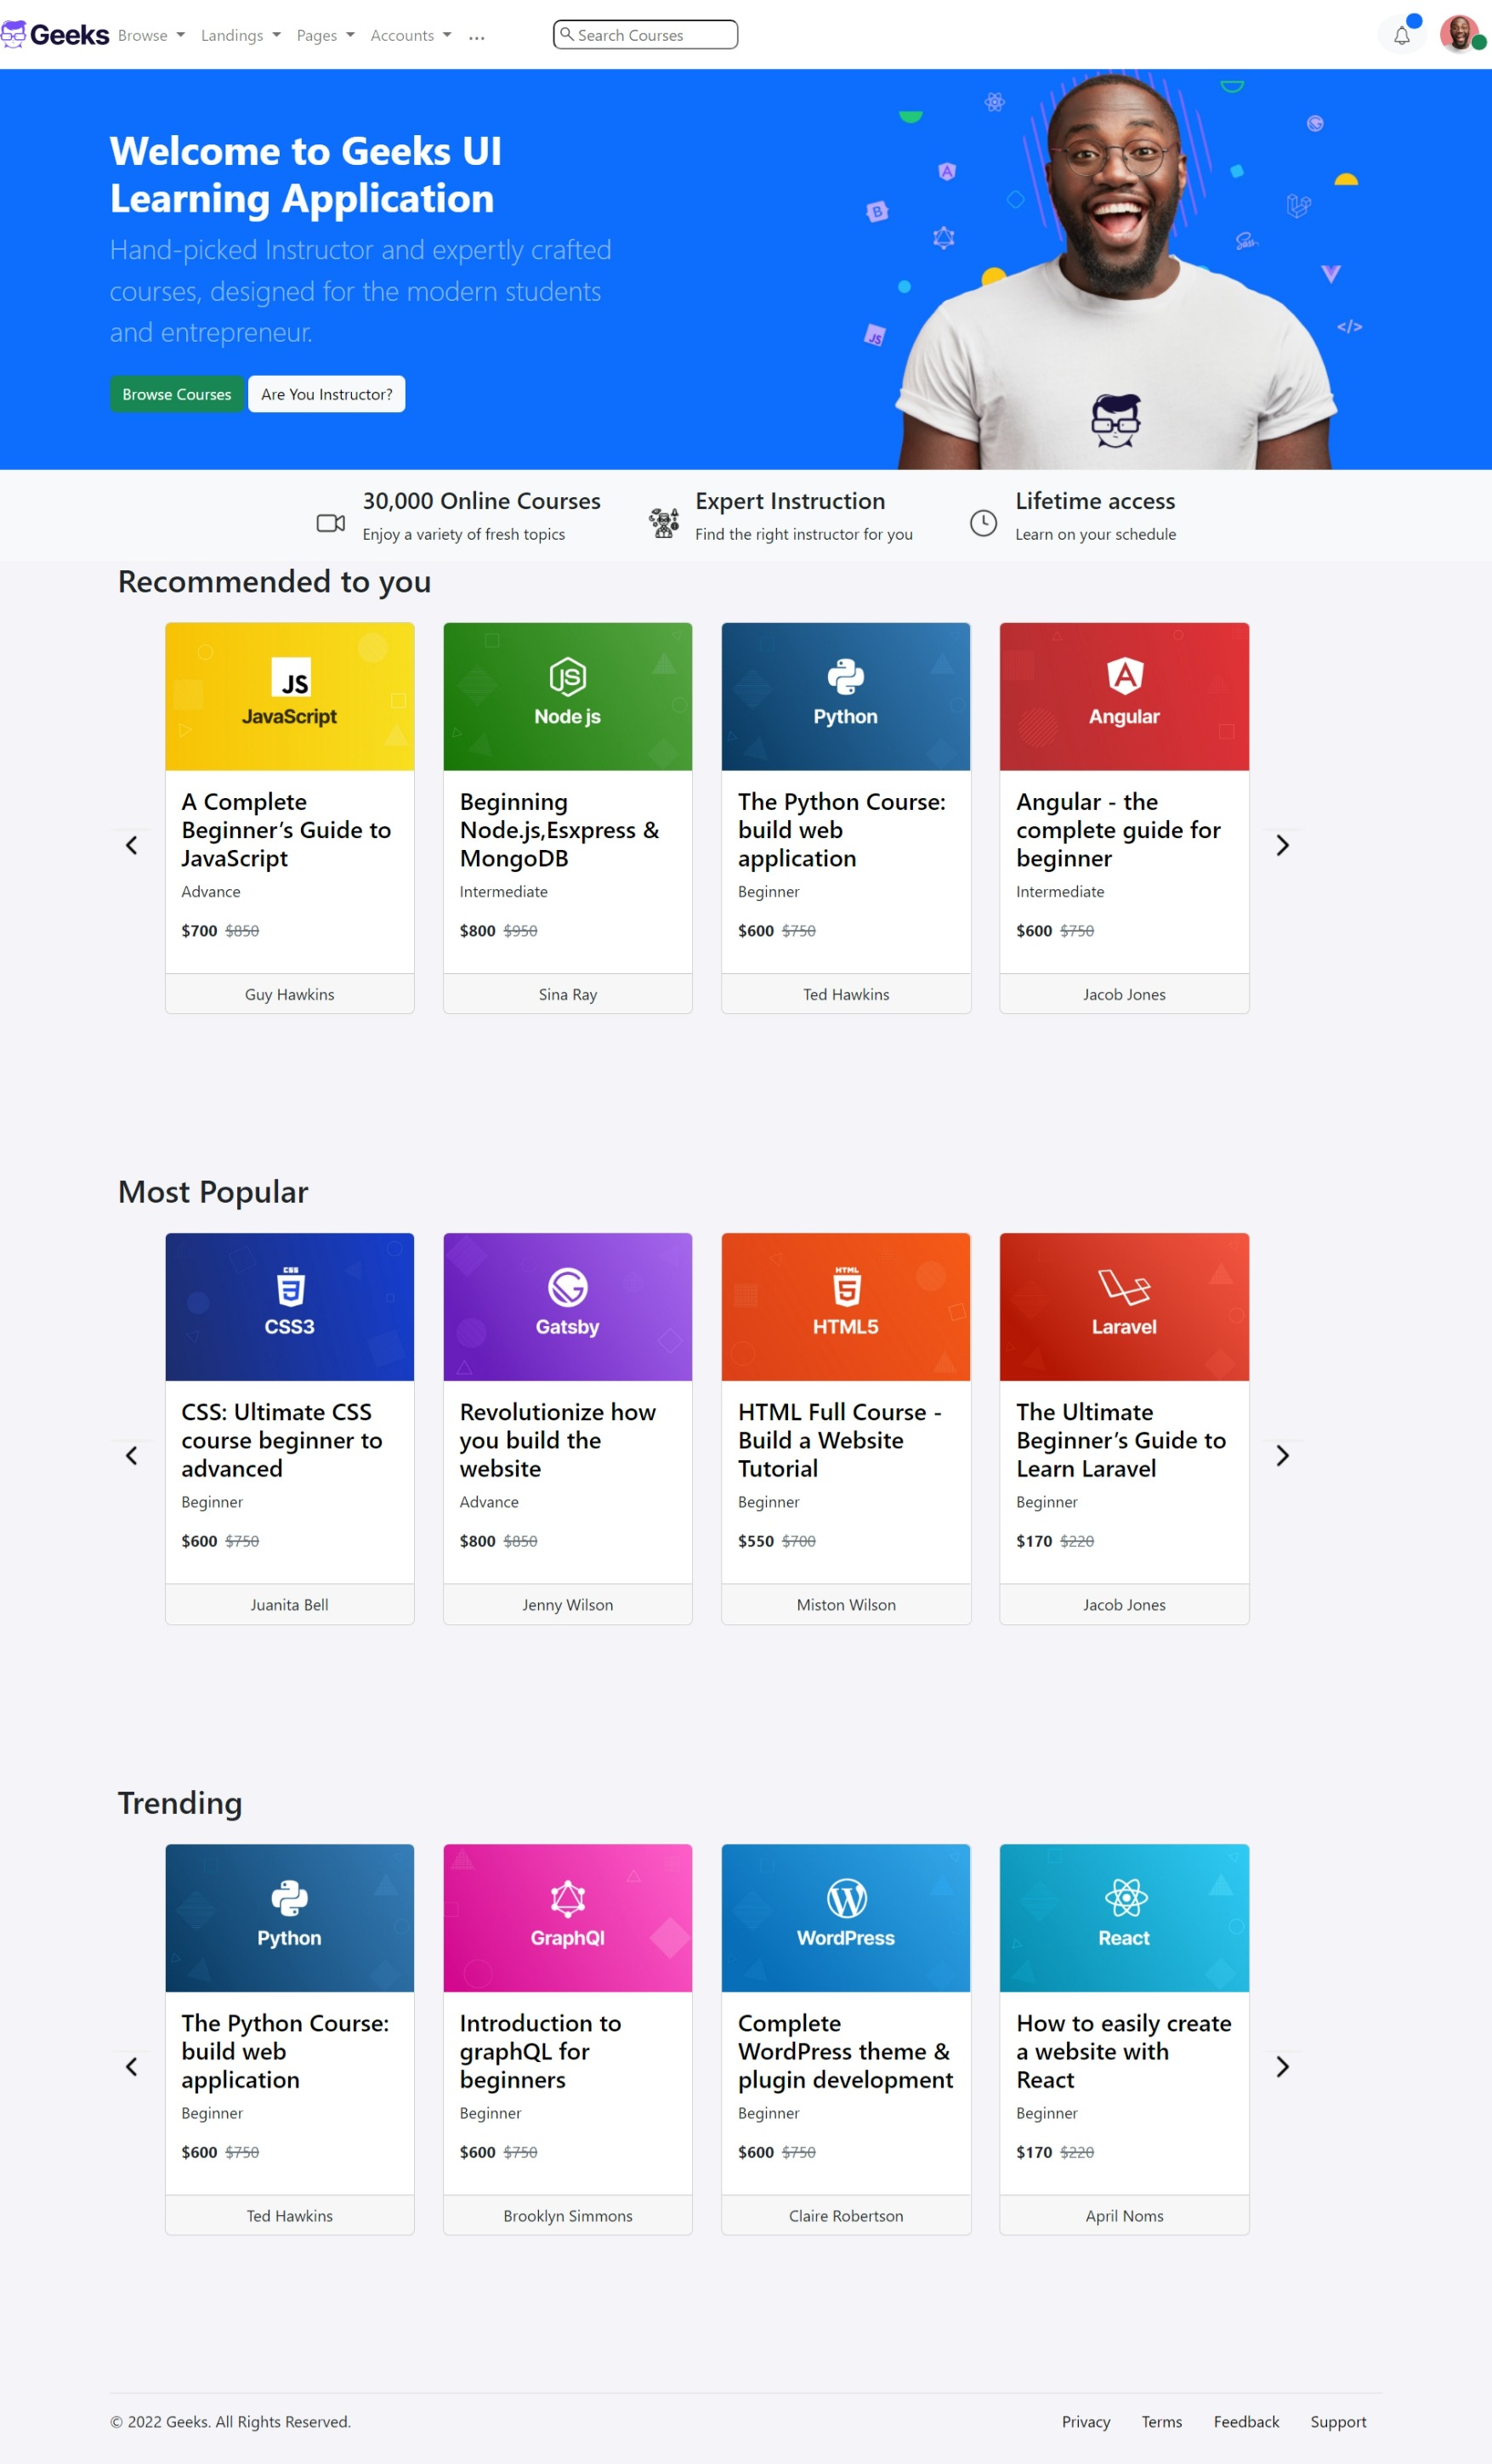 Geeks Browse Landings Pages Accounts ... Search Courses
Welcome to Geeks UI
Learning Application
Hand-picked Instructor and expertly crafted
courses, designed for the modern students
and entrepreneur.
Browse Courses Are You Instructor?
B
A
JS
Sass
</>
30,000 Online Courses
Enjoy a variety of fresh topics
Expert Instruction
Find the right instructor for you
Lifetime access
Learn on your schedule
Recommended to you
JS
JavaScript
A Complete
Beginner’s Guide to
JavaScript
Advance
$700 $850
Guy Hawkins
JS
Node js
Beginning
Node.js,Esxpress &
MongoDB
Intermediate
$800 $950
Sina Ray
Python
The Python Course:
build web
application
Beginner
$600 $750
Ted Hawkins
A
Angular
Angular - the
complete guide for
beginner
Intermediate
$600 $750
Jacob Jones
Most Popular
CSS
3
CSS3
CSS: Ultimate CSS
course beginner to
advanced
Beginner
$600 $750
Juanita Bell
Gatsby
Revolutionize how
you build the
website
Advance
$800 $850
Jenny Wilson
HTML
5
HTML5
HTML Full Course -
Build a Website
Tutorial
Beginner
$550 $700
Miston Wilson
Laravel
The Ultimate
Beginner’s Guide to
Learn Laravel
Beginner
$170 $220
Jacob Jones
Trending
Python
The Python Course:
build web
application
Beginner
$600 $750
Ted Hawkins
GraphQl
Introduction to
graphQL for
beginners
Beginner
$600 $750
Brooklyn Simmons
W
WordPress
Complete
WordPress theme &
plugin development
Beginner
$600 $750
Claire Robertson
React
How to easily create
a website with
React
Beginner
$170 $220
April Noms
© 2022 Geeks. All Rights Reserved.
Privacy Terms Feedback Support